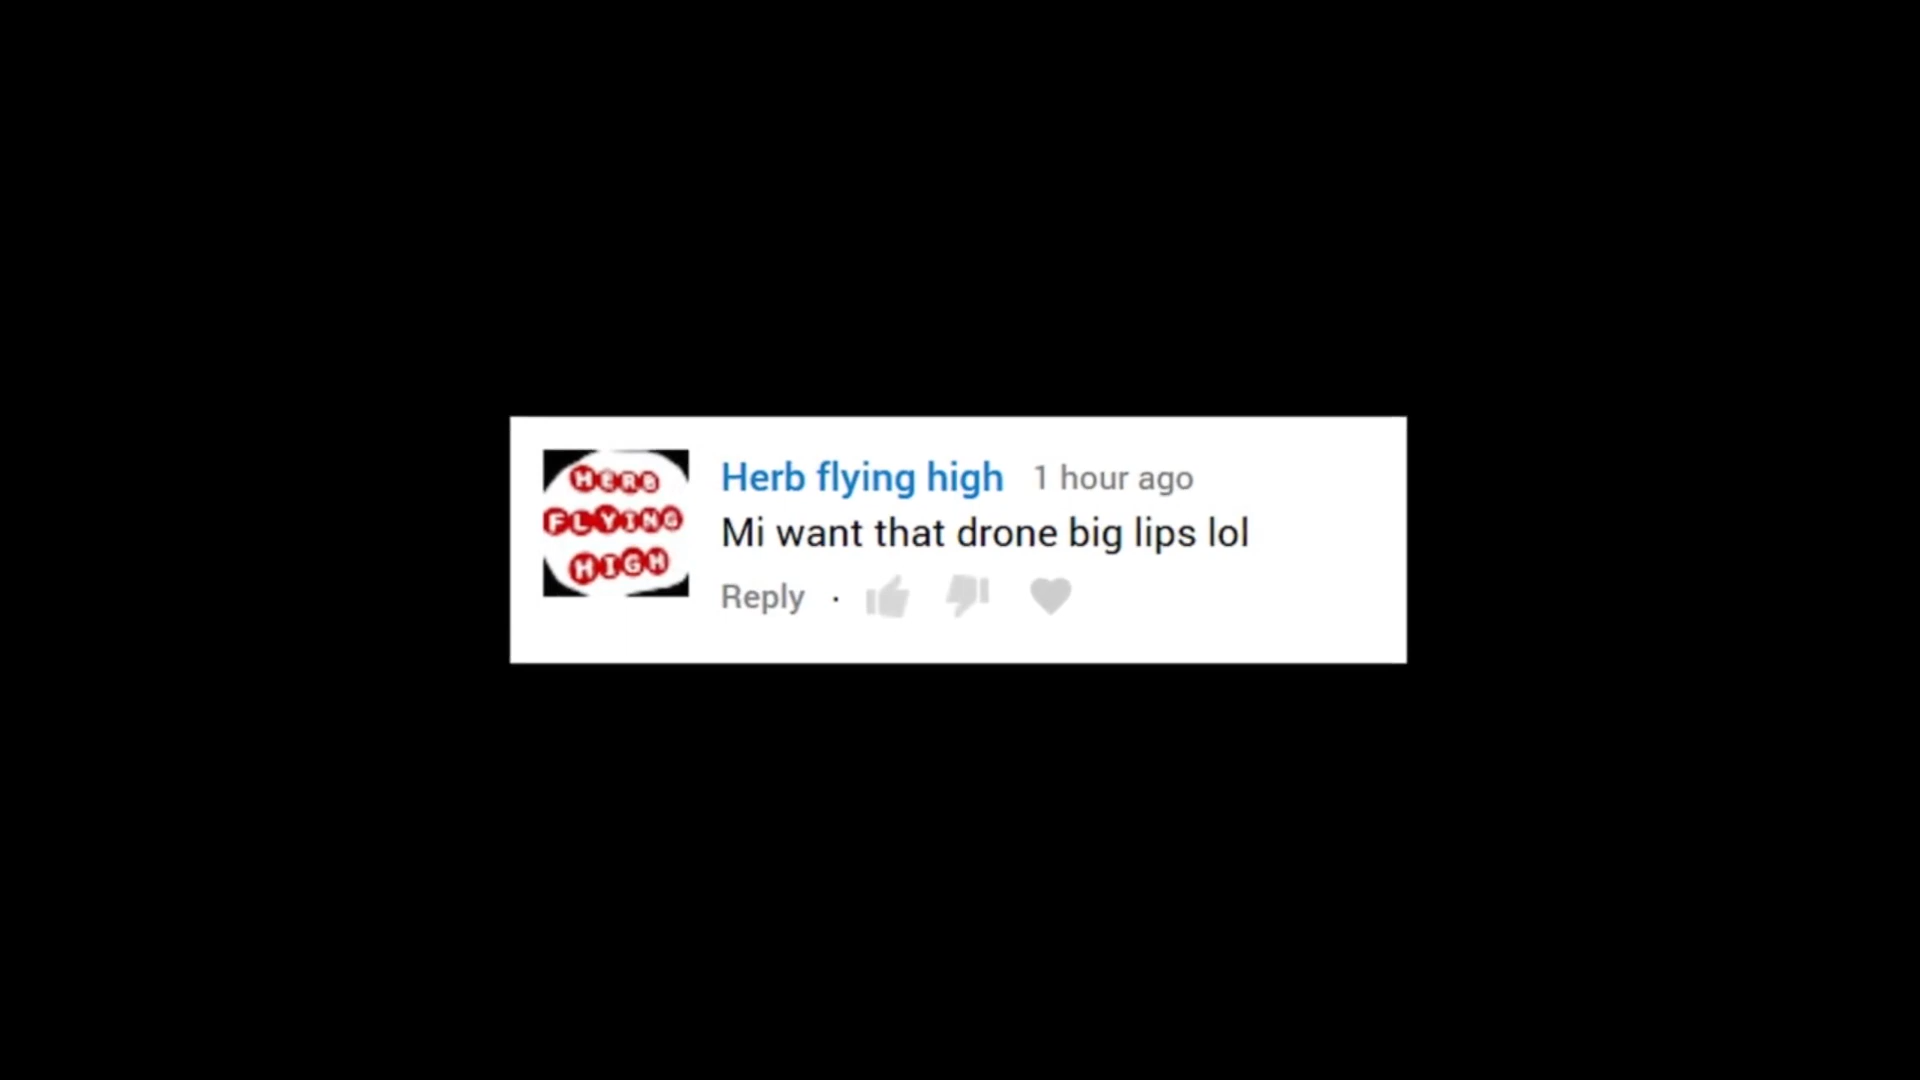 HERB
FLYING
HIGH
Herb flying high 1 hour ago
Mi want that drone big lips lol
Reply ·